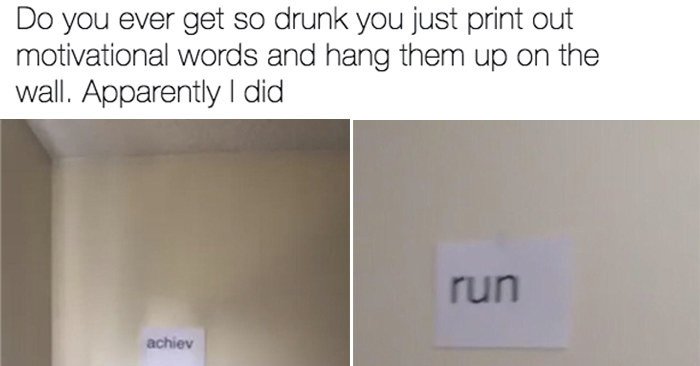 Do you ever get so drunk you just print out
motivational words and hang them up on the
wall. Apparently I did
achiev
run